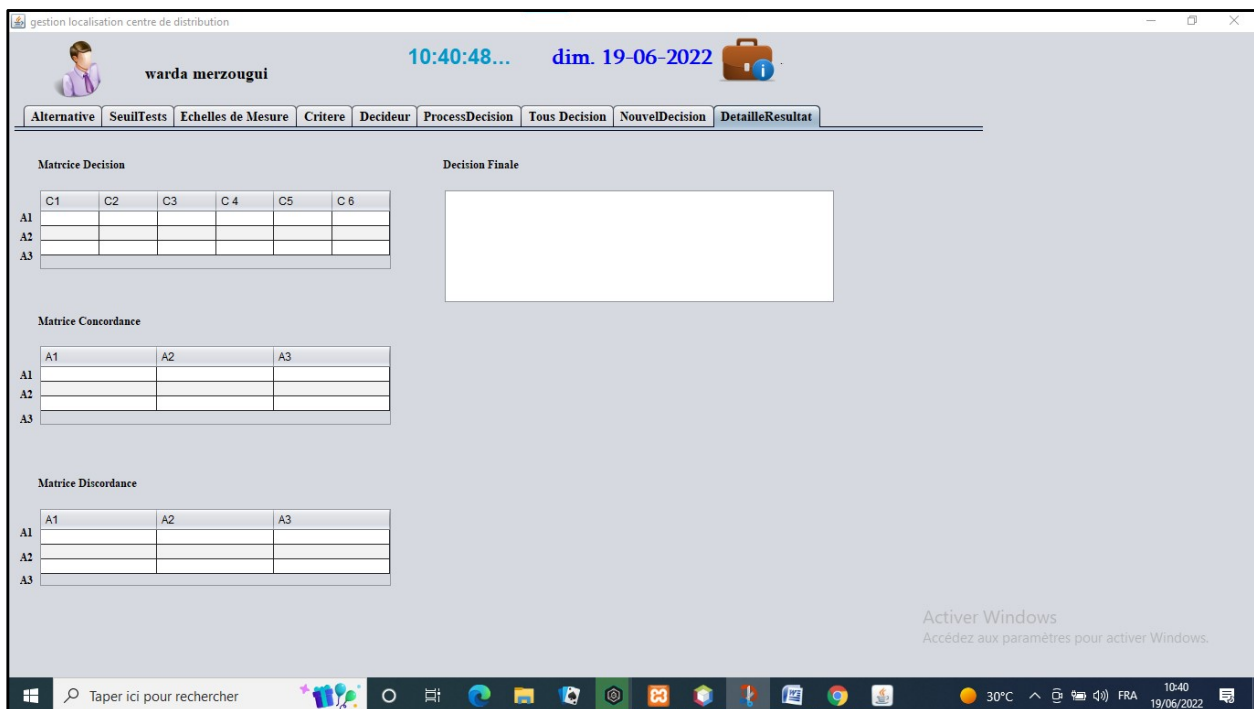 gestion localisation centre de distribution
10:40:48... dim. 19-06-2022
warda merzougui
Alternative SeuilTests Echelles de Mesure Critere Decideur ProcessDecision Tous Decision NouvelDecision DetailleResultat
Matrcice Decision Decision Finale
C1 C2 C3 C 4 C5 C 6
A1
A2
A3
Matrice Concordance
A1 A2 A3
A1
A2
A3
Matrice Discordance
A1 A2 A3
A1
A2
A3
Activer Windows
Accédez aux paramètres pour activer Windows.
Taper ici pour rechercher 30°C FRA 10:40
19/06/2022